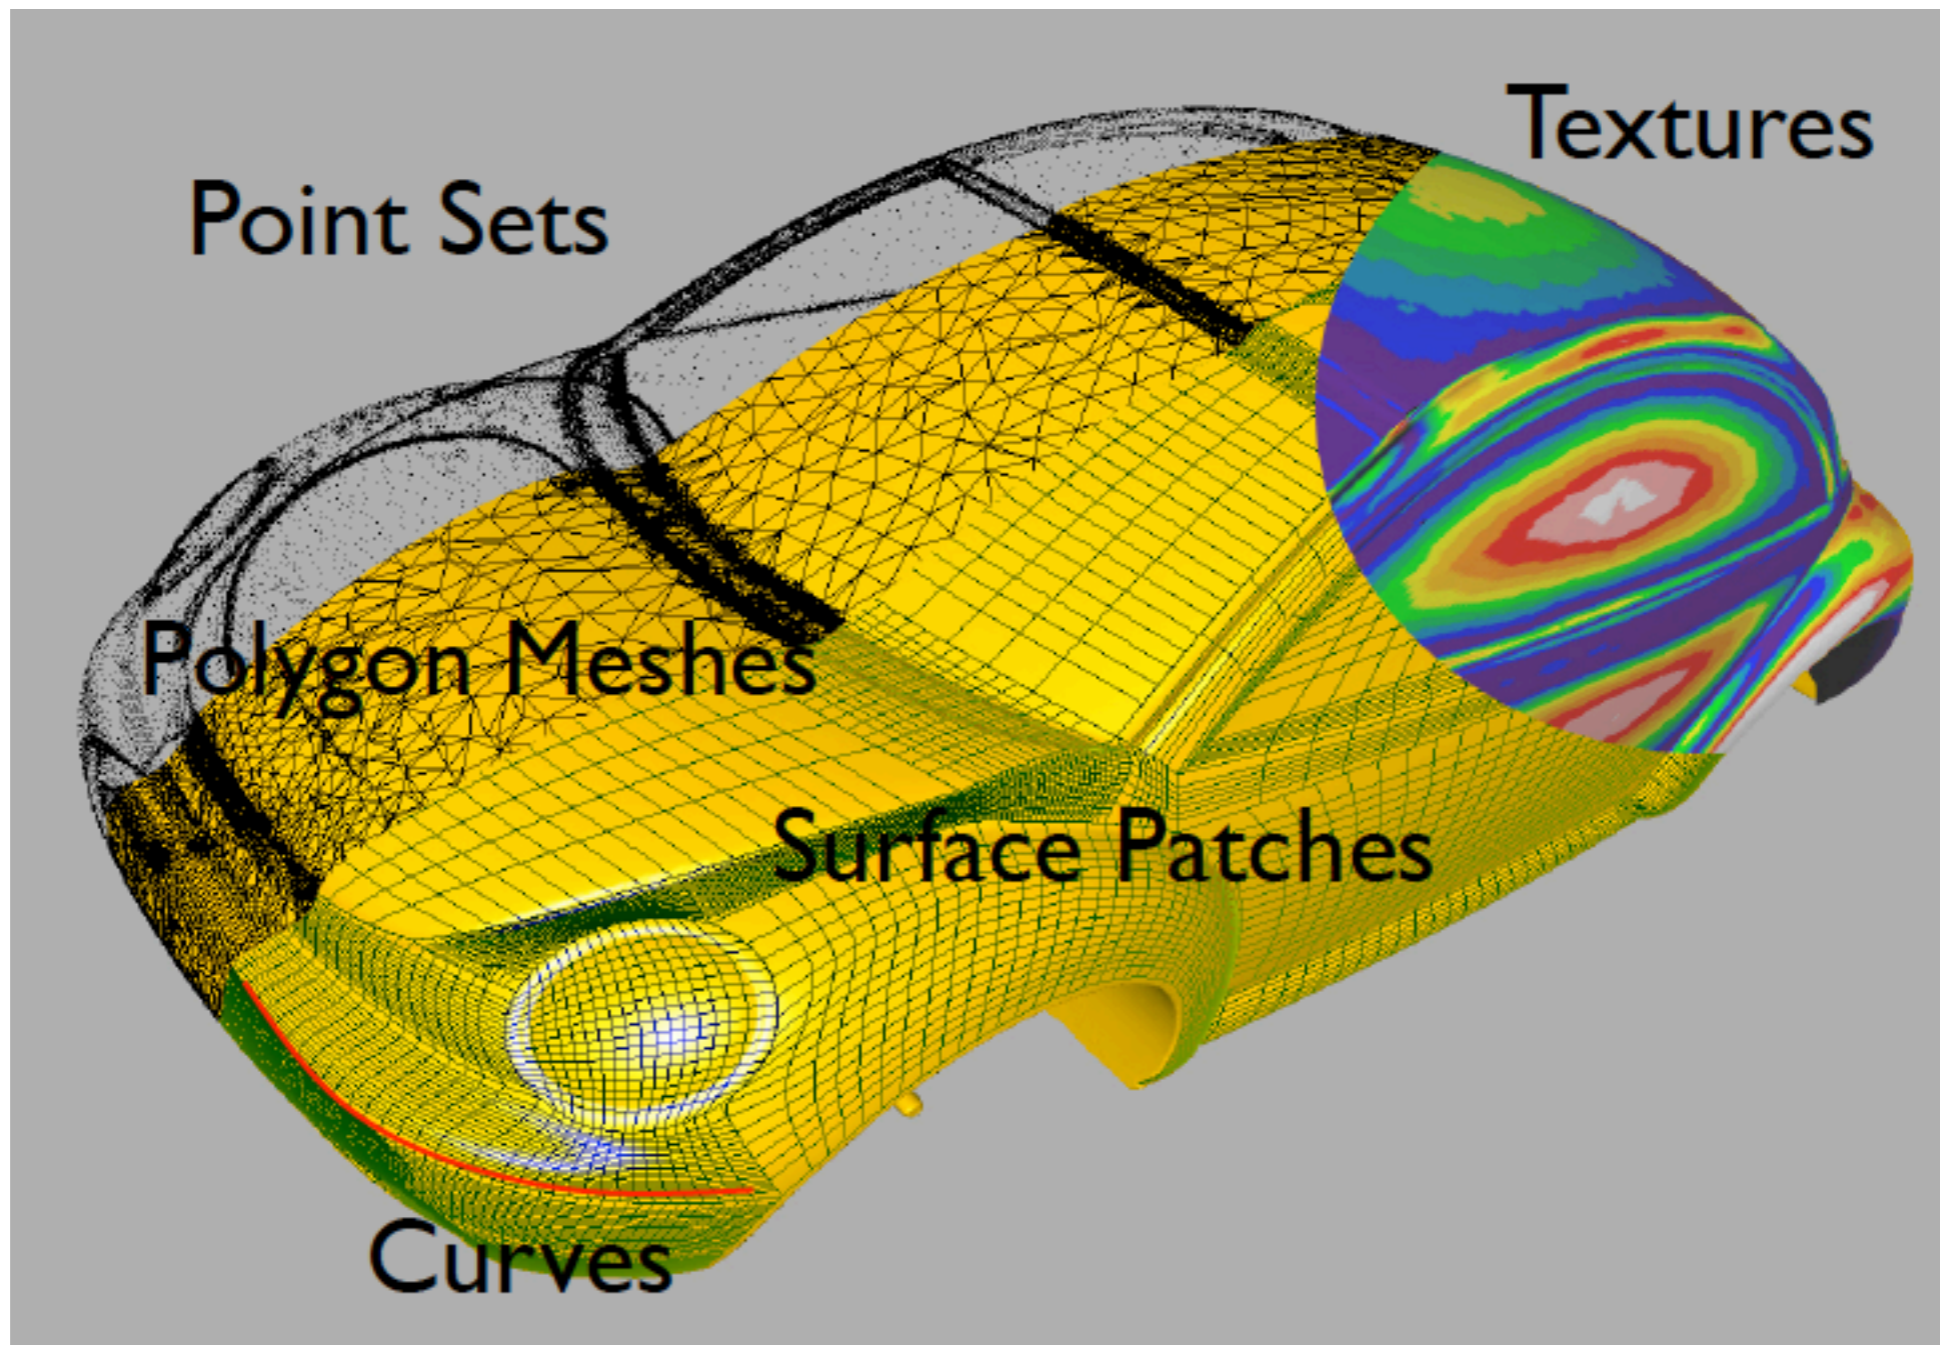 Textures
Point Sets
Polygon Meshes
Surface Patches
Curves